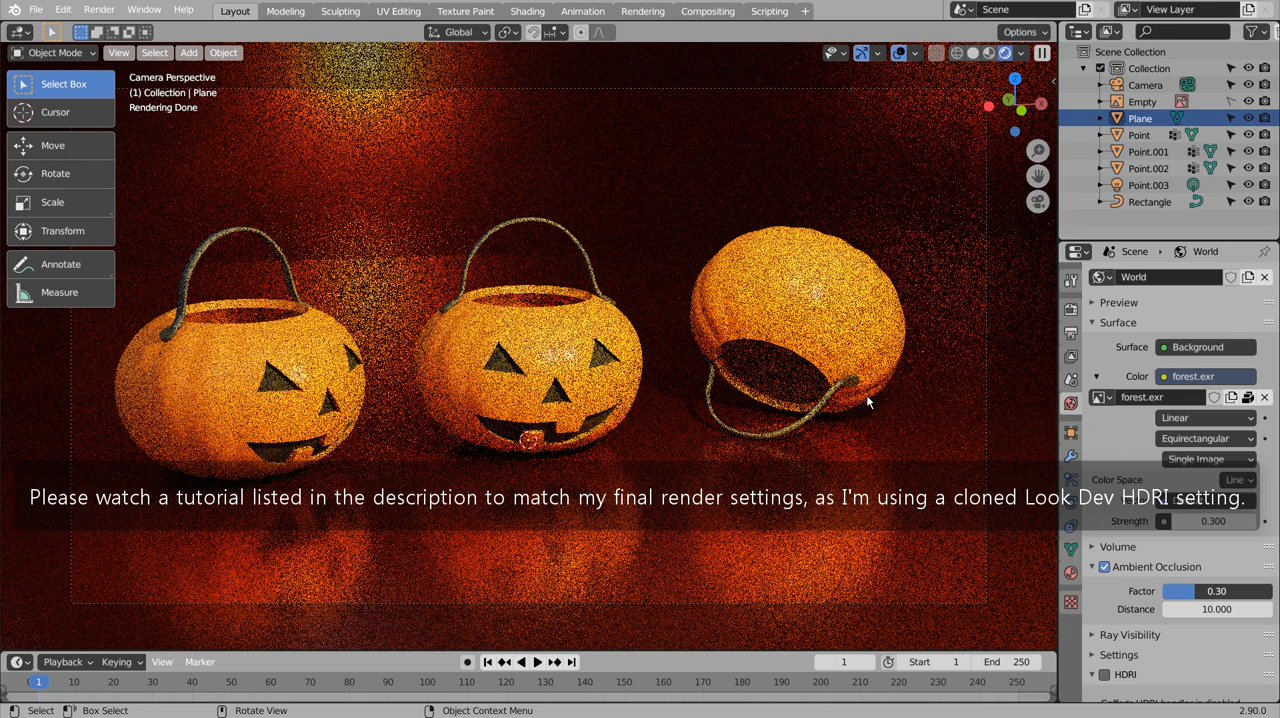 File Edit Render Window Help Layout Modeling Sculpting UV Editing Texture Paint Shading Animation Rendering Compositing Scripting + Scene View Layer
Object Mode View Select Add Object Global Options
Select Box
Cursor
Move
Rotate
Scale
Transform
Annotate
Measure
Camera Perspective
(1) Collection | Plane
Rendering Done
Z
Y
X
Scene Collection
Collection
Camera
Empty
Plane
Point
Point.001
Point.002
Point.003
Rectangle
Scene World
World
Preview
Surface
Surface Background
Color forest.exr
forest.exr
Linear
Equirectangular
Single Image
Color Space Line
Please watch a tutorial listed in the description to match my final render settings, as I'm using a cloned Look Dev HDRI setting.
Strength 0.300
Volume
Ambient Occlusion
Factor 0.30
Distance 10.000
Ray Visibility
Settings
HDRI
Playback Keying View Marker 1 Start 1 End 250
1 10 20 30 40 50 60 70 80 90 100 110 120 130 140 150 160 170 180 190 200 210 220 230 240 250
Select Box Select Rotate View Object Context Menu 2.90.0